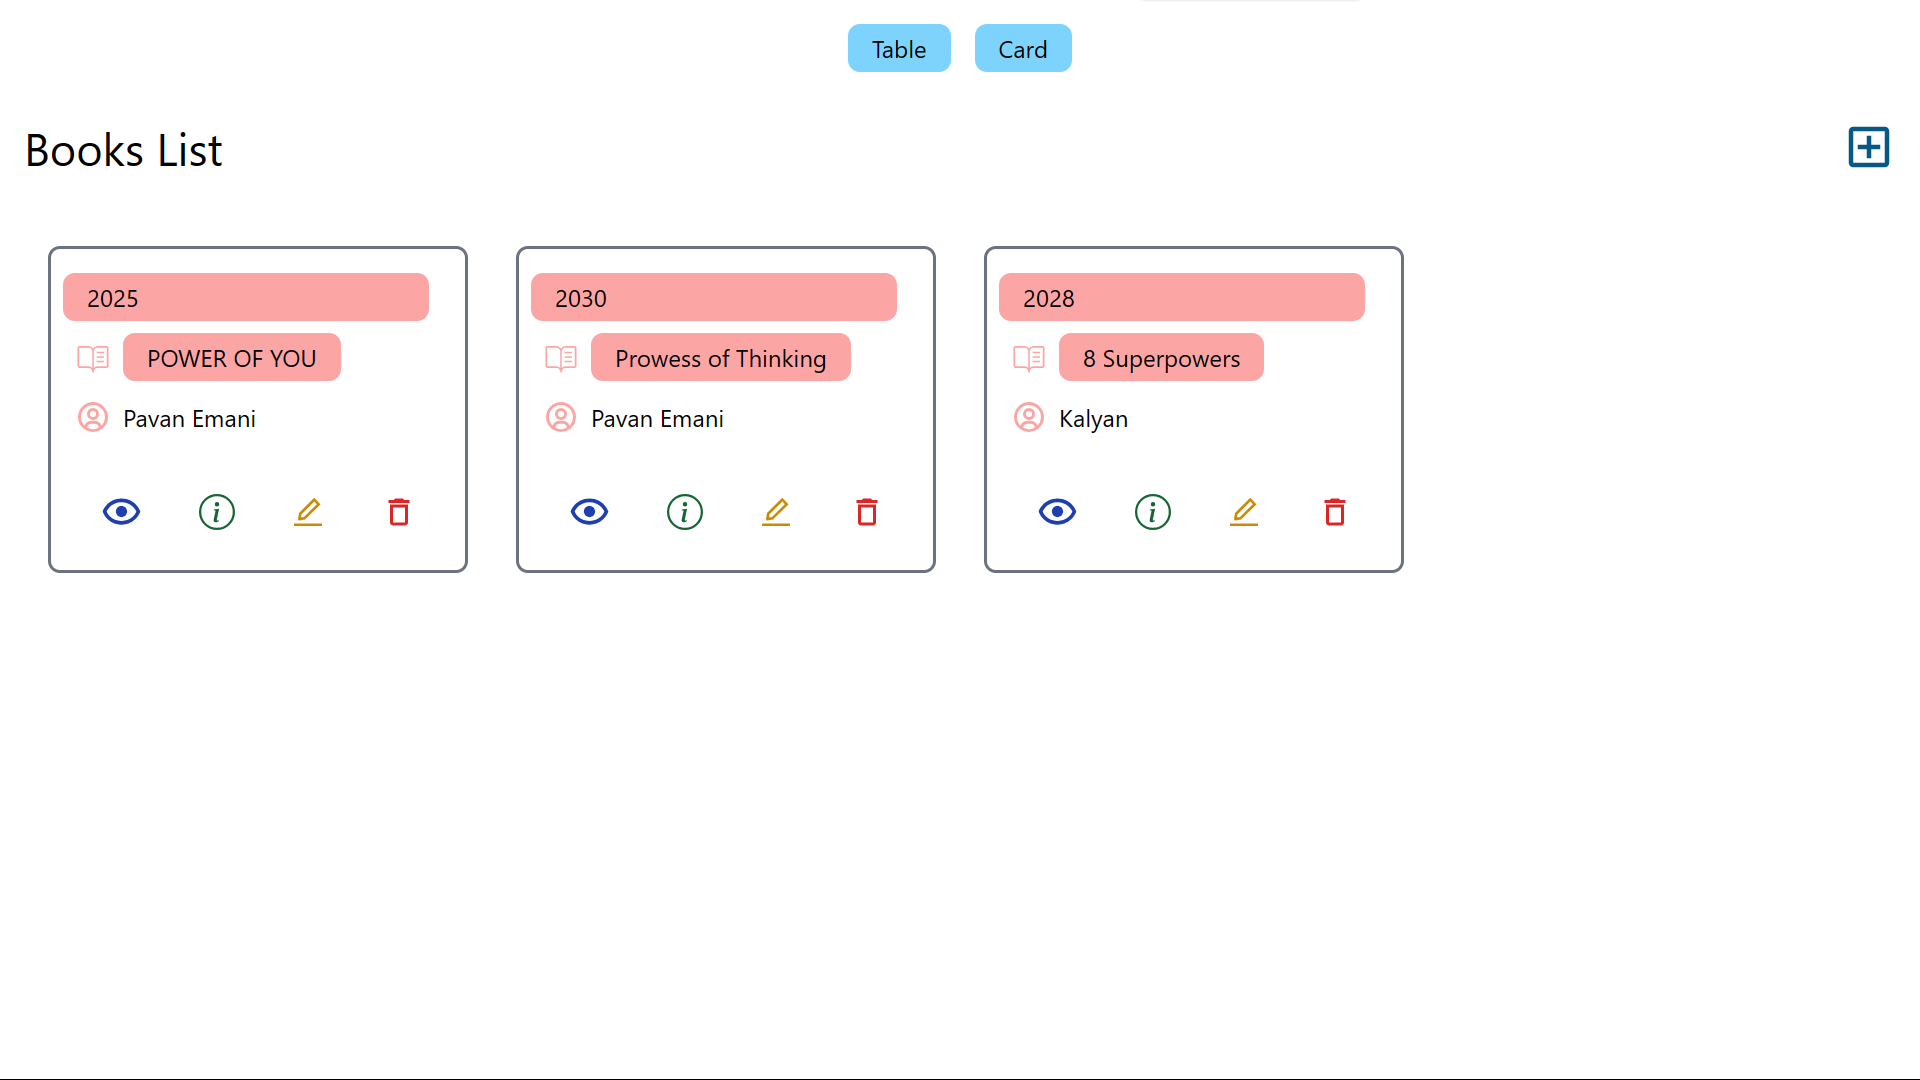 Table Card
Books List
2025
POWER OF YOU
Pavan Emani
2030
Prowess of Thinking
Pavan Emani
2028
8 Superpowers
Kalyan